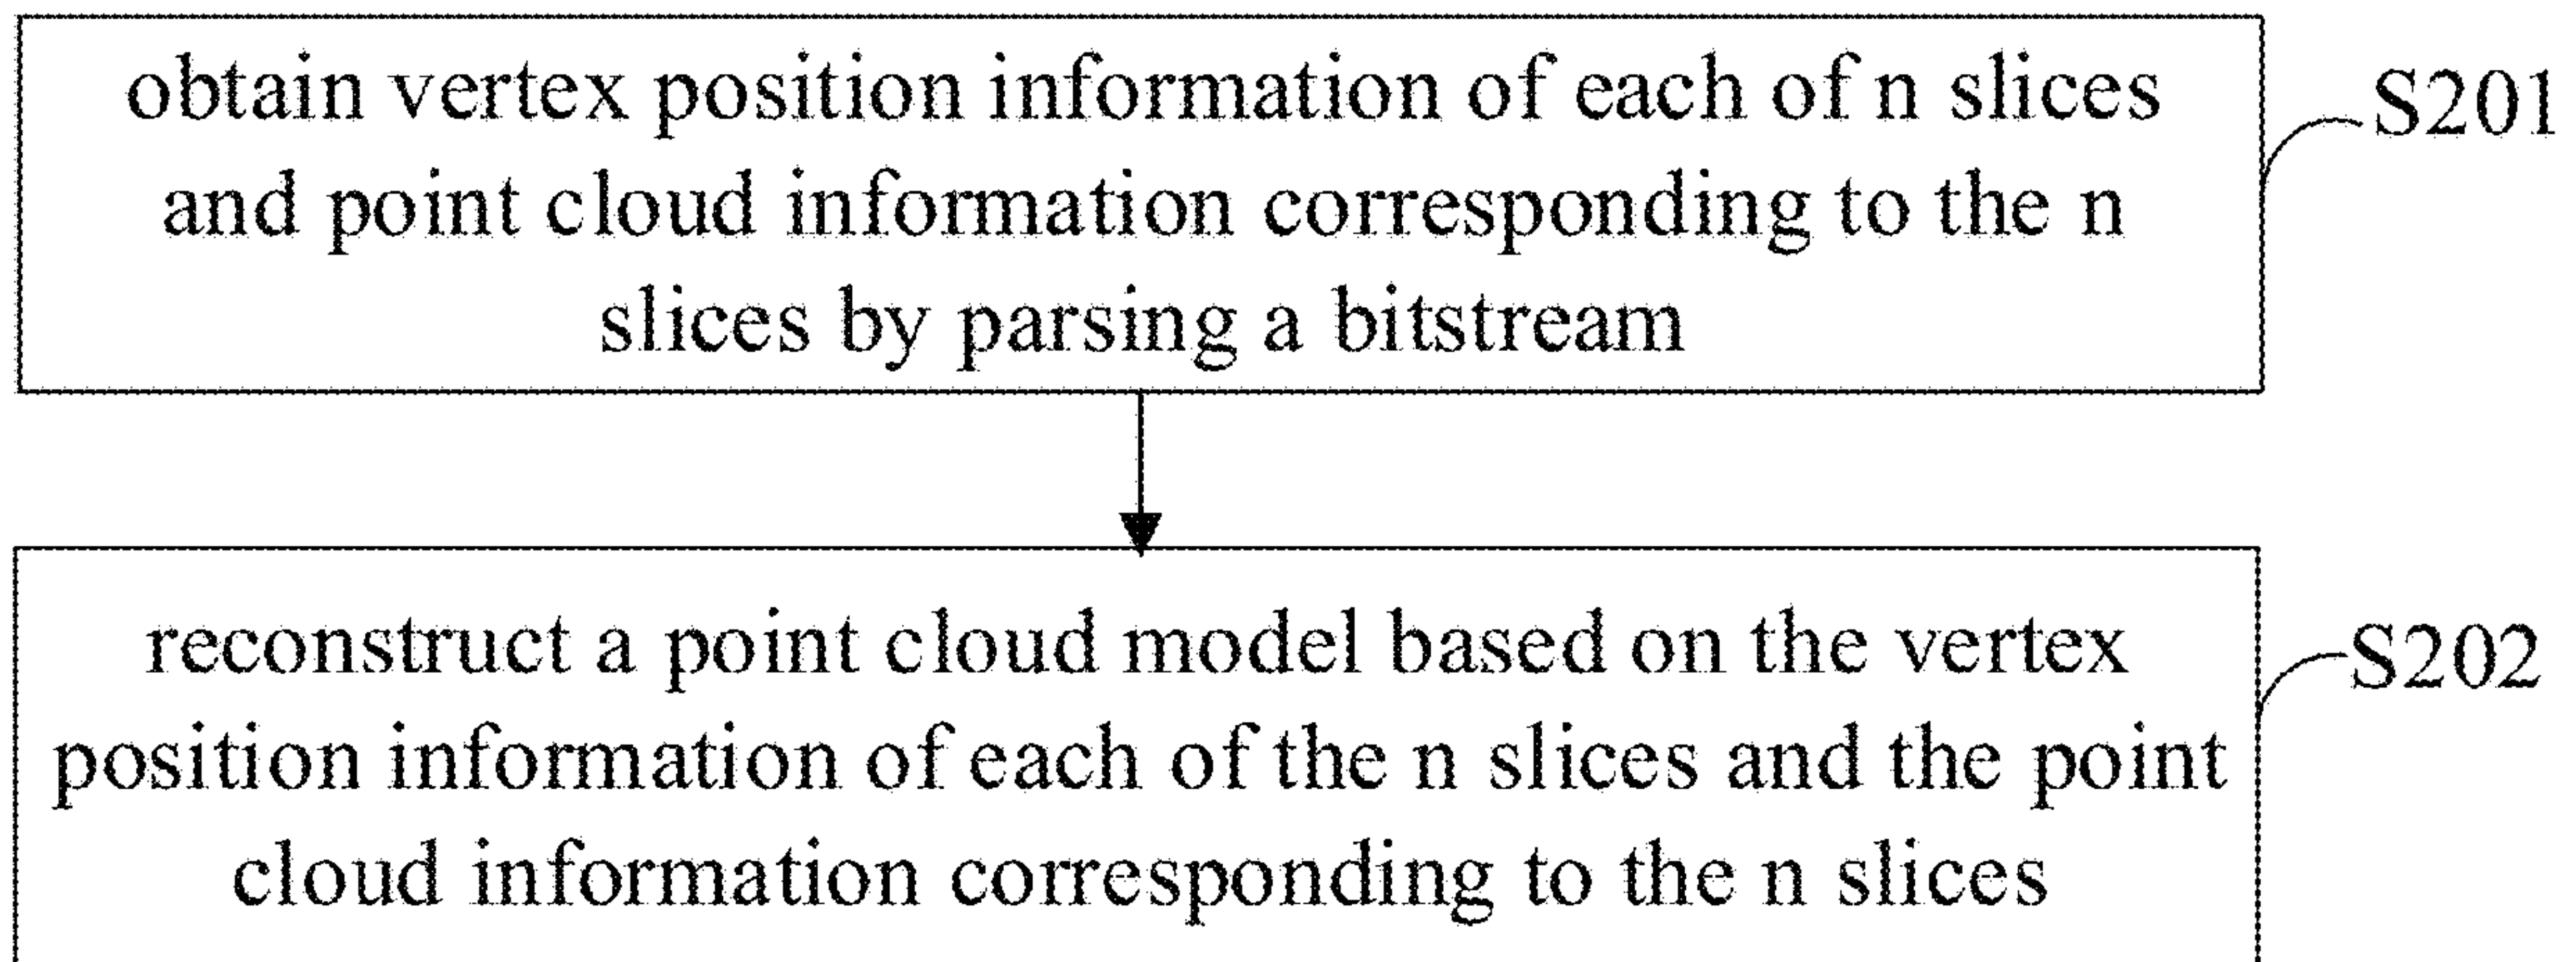 obtain vertex position information of each of n slices
and point cloud information corresponding to the n
slices by parsing a bitstream
S201
reconstruct a point cloud model based on the vertex
position information of each of the n slices and the point
cloud information corresponding to the n slices
S202